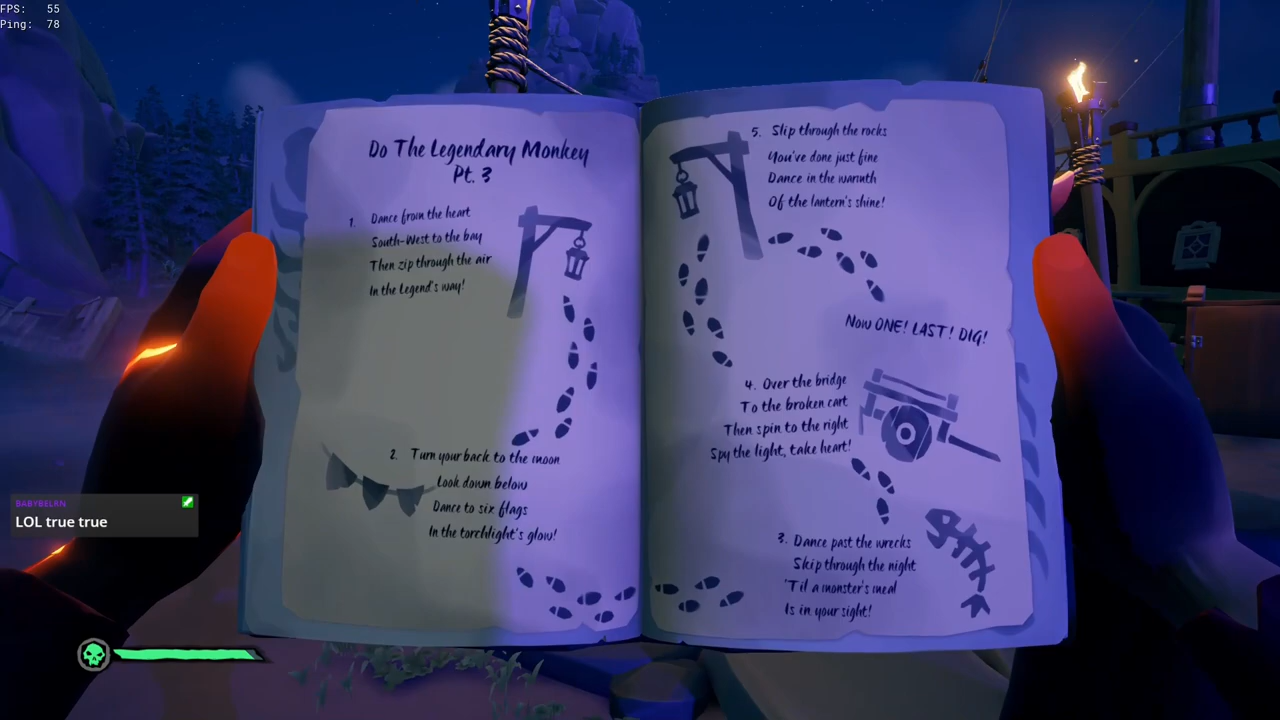 FPS: 55
Ping: 78
Do The Legendary Monkey
Pt. 3
1. Dance from the heart
South-West to the bay
Then zip through the air
In the Legend's way!
2. Turn your back to the moon
Look down below
Dance to six flags
In the torchlight's glow!
3. Dance past the wrecks
Skip through the night
'Til a monster's meal
Is in your sight!
4. Over the bridge
To the broken cart
Then spin to the right
Spy the light, take heart!
5. Slip through the rocks
You've done just fine
Dance in the warmth
Of the lantern's shine!
Now ONE! LAST! DIG!
BABYBELRN
LOL true true